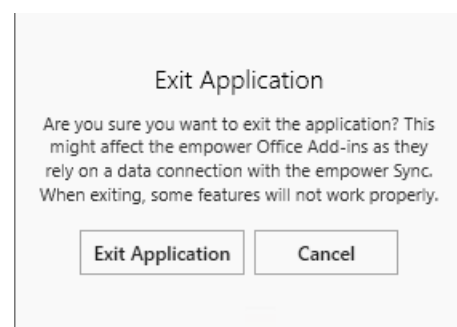 Exit Application
Are you sure you want to exit the application? This
might affect the empower Office Add-ins as they
rely on a data connection with the empower Sync.
When exiting, some features will not work properly.
Exit Application
Cancel